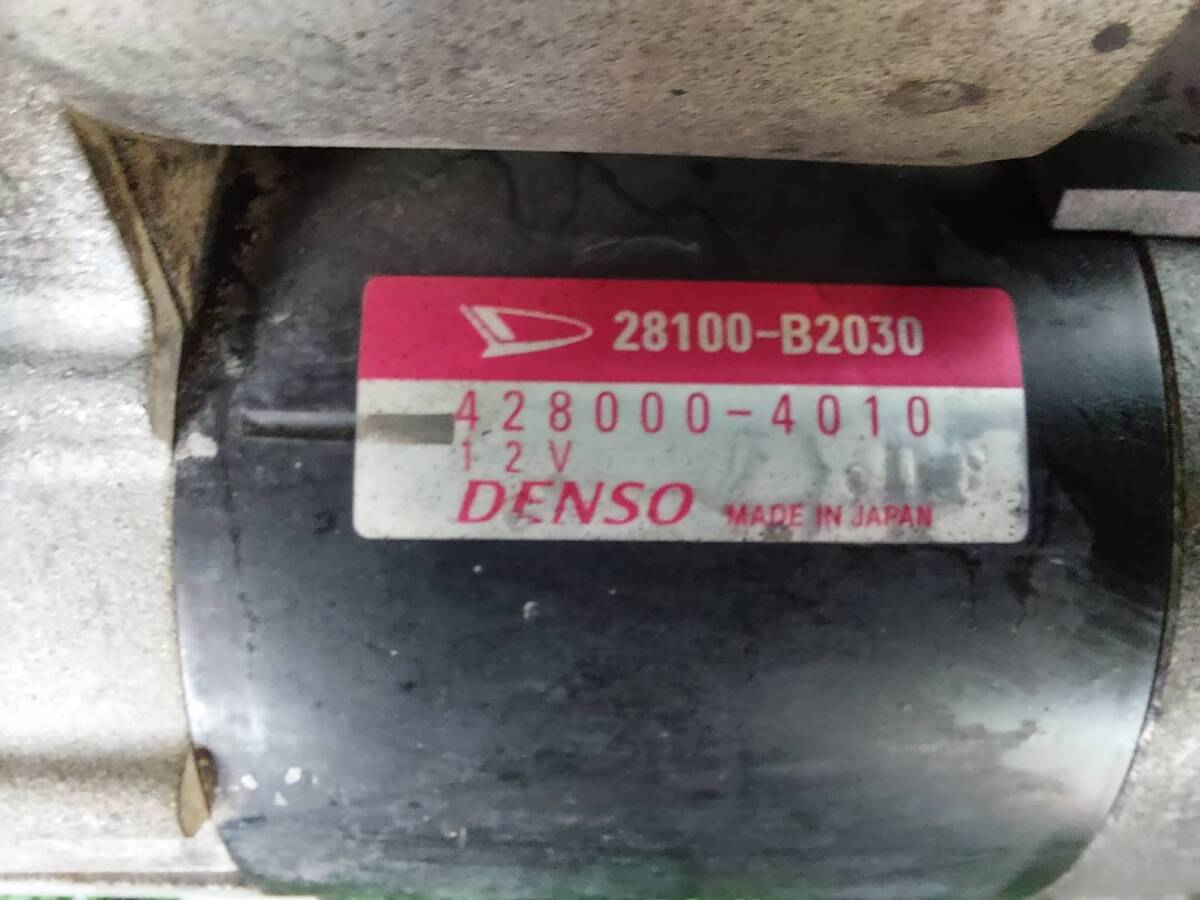 28100-B2030
428000-4010
12V
DENSO MADE IN JAPAN